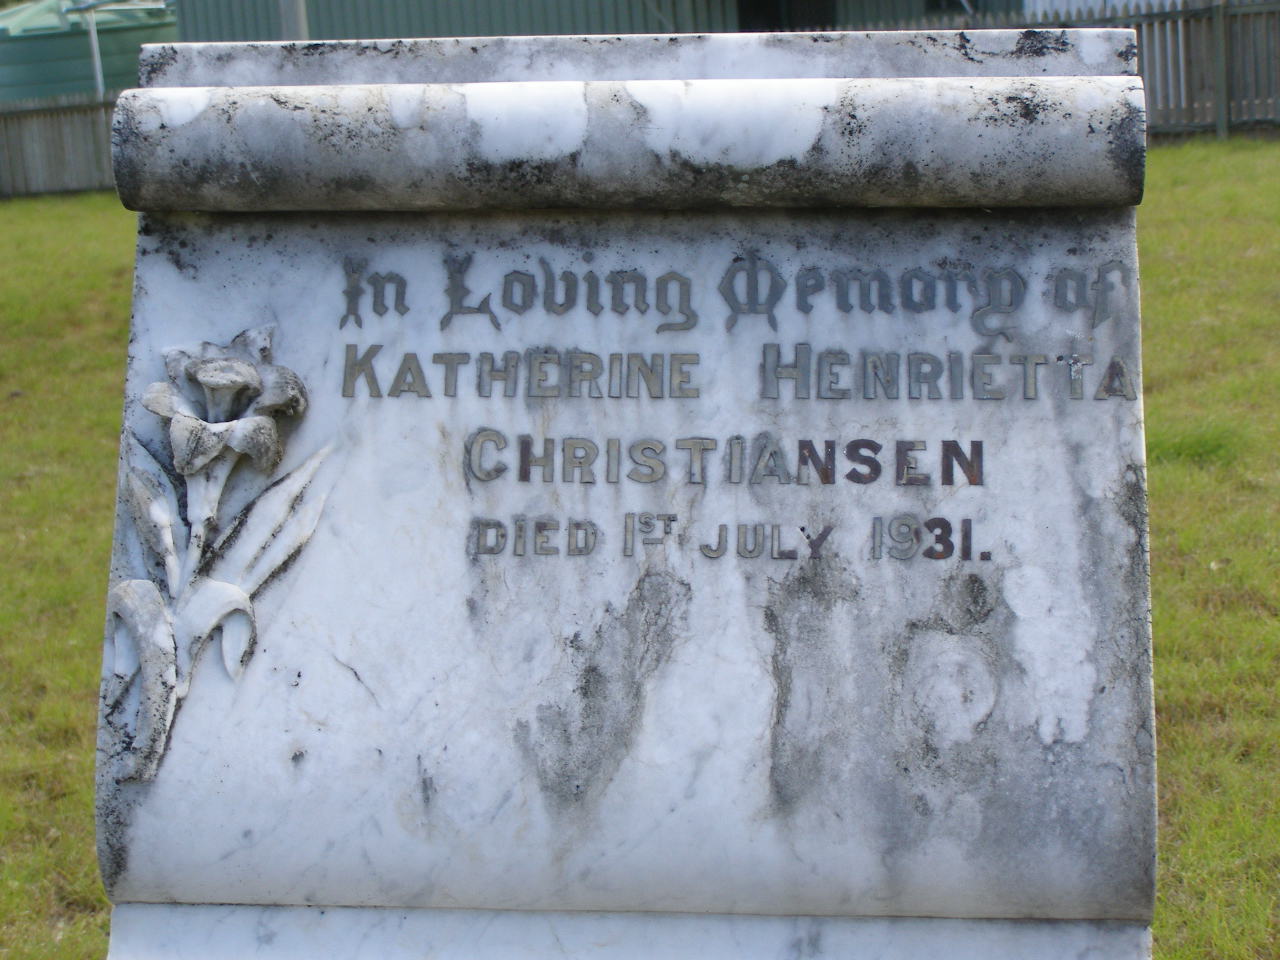 In Loving Memory of
KATHERINE HENRIETTA
CHRISTIANSEN
DIED 1ST JULY 1931.